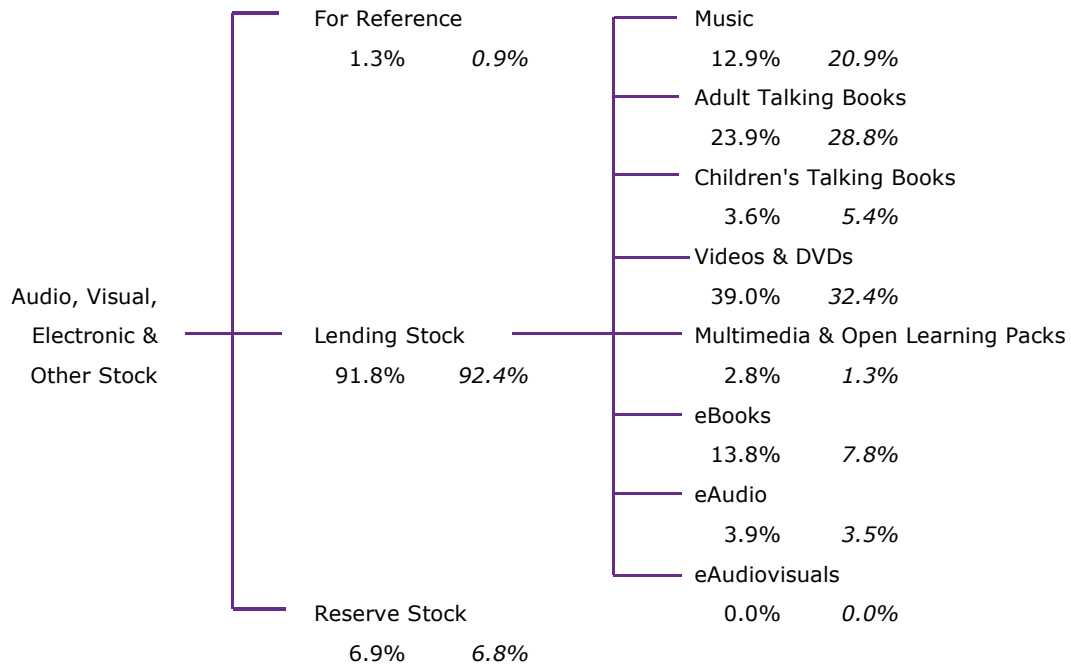 For Reference
1.3% 0.9%
Audio, Visual,
Electronic &
Other Stock
Lending Stock
91.8% 92.4%
Reserve Stock
6.9% 6.8%
Music
12.9% 20.9%
Adult Talking Books
23.9% 28.8%
Children's Talking Books
3.6% 5.4%
Videos & DVDs
39.0% 32.4%
Multimedia & Open Learning Packs
2.8% 1.3%
eBooks
13.8% 7.8%
eAudio
3.9% 3.5%
eAudiovisuals
0.0% 0.0%